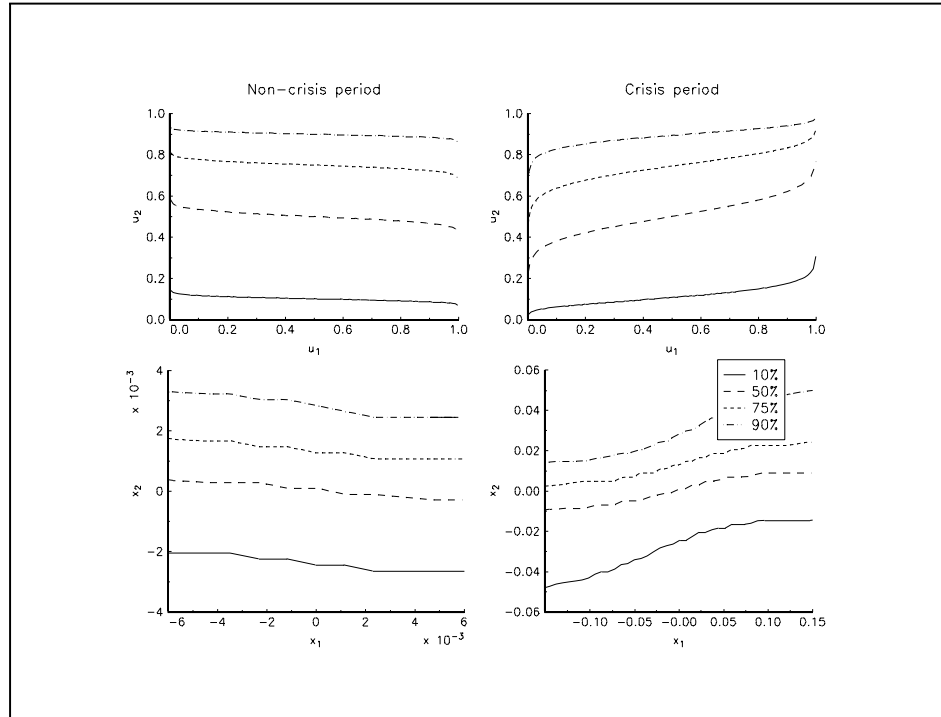 Non-crisis period
Crisis period
1.0
0.8
0.6
0.4
0.2
0.0
u₂
0.0 0.2 0.4 0.6 0.8 1.0
u₁
1.0
0.8
0.6
0.4
0.2
0.0
u₂
0.0 0.2 0.4 0.6 0.8 1.0
u₁
× 10⁻³
4
2
0
-2
-4
x₂
-6 -4 -2 0 2 4 6
x₁ × 10⁻³
0.06
0.04
0.02
0.00
-0.02
-0.04
-0.06
x₂
-0.10 -0.05 -0.00 0.05 0.10 0.15
x₁
10%
50%
75%
90%